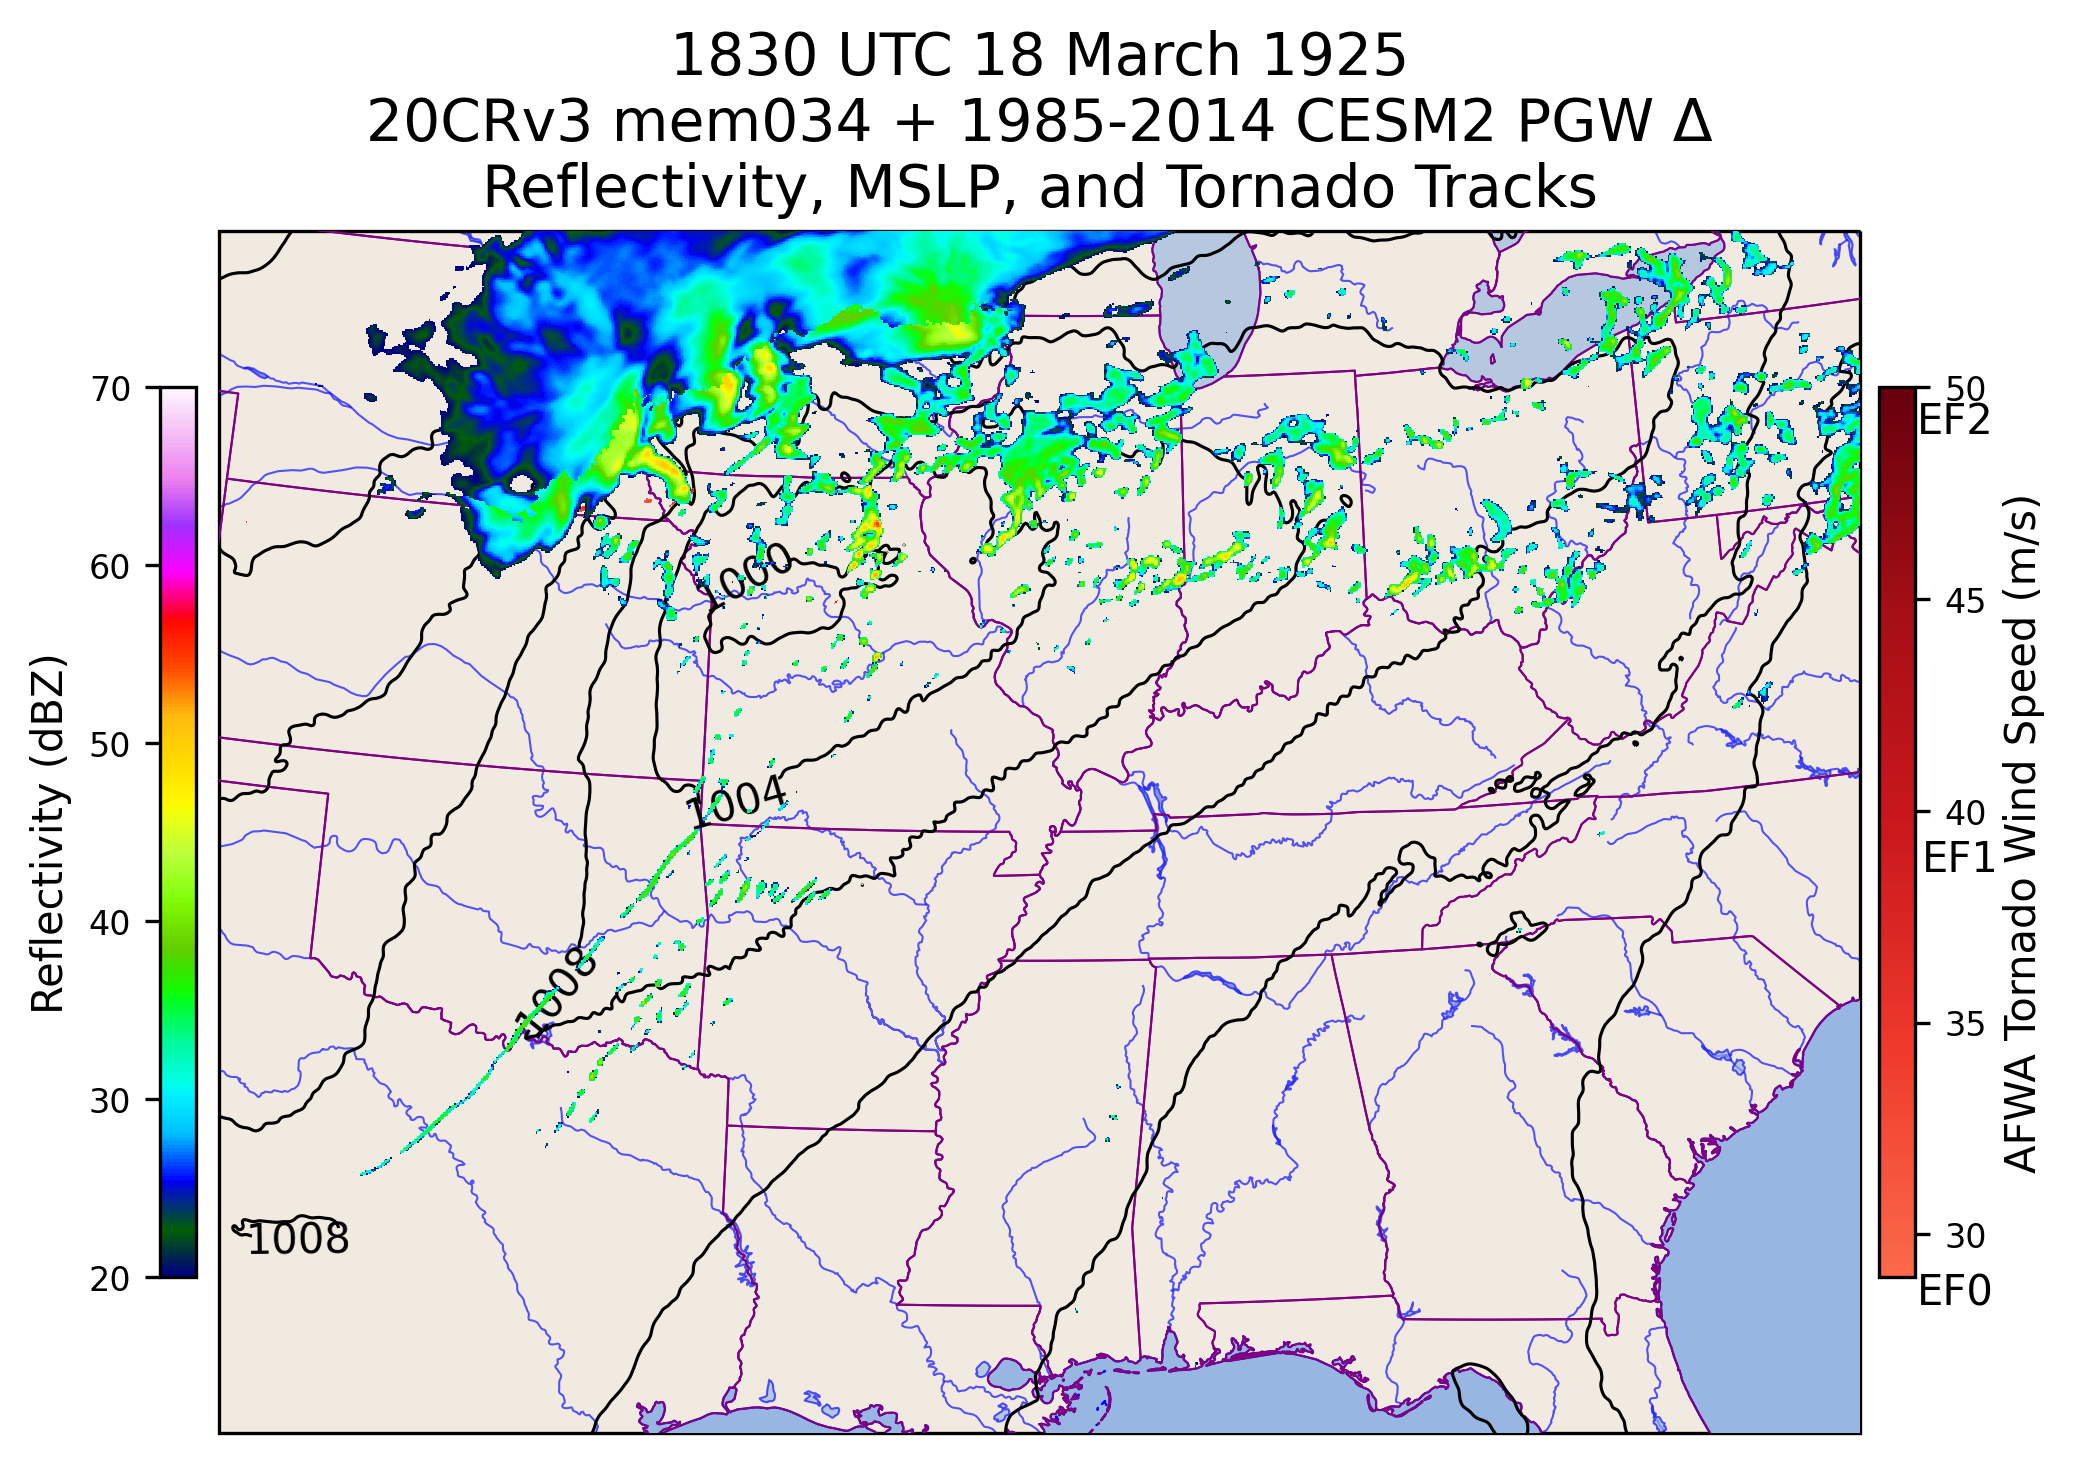 1830 UTC 18 March 1925
20CRv3 mem034 + 1985-2014 CESM2 PGW Δ
Reflectivity, MSLP, and Tornado Tracks
70
60
50
40
30
20
Reflectivity (dBZ)
1000
1004
1008
1008
50
EF2
45
40
EF1
35
30
EF0
AFWA Tornado Wind Speed (m/s)